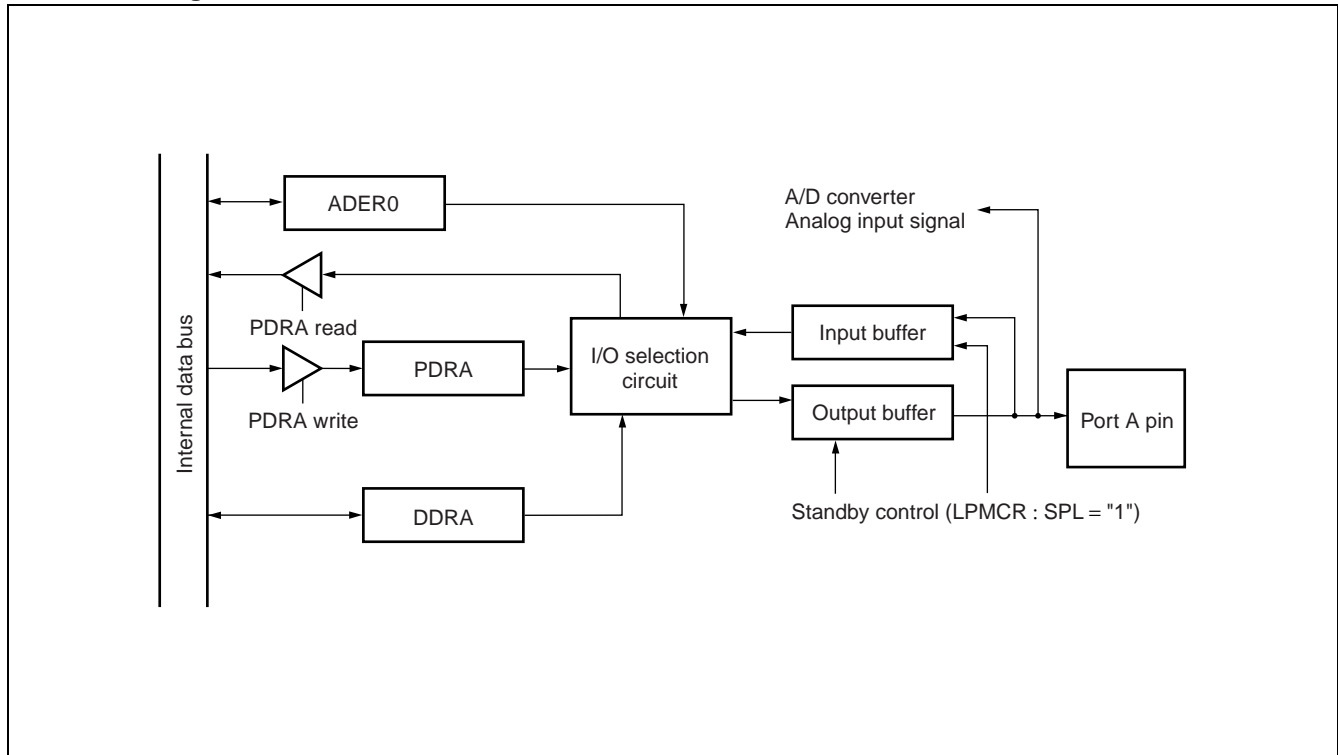 ADER0
A/D converter
Analog input signal
PDRA read
Internal data bus
PDRA
PDRA write
I/O selection
circuit
Input buffer
Output buffer
Port A pin
DDRA
Standby control (LPMCR : SPL = "1")